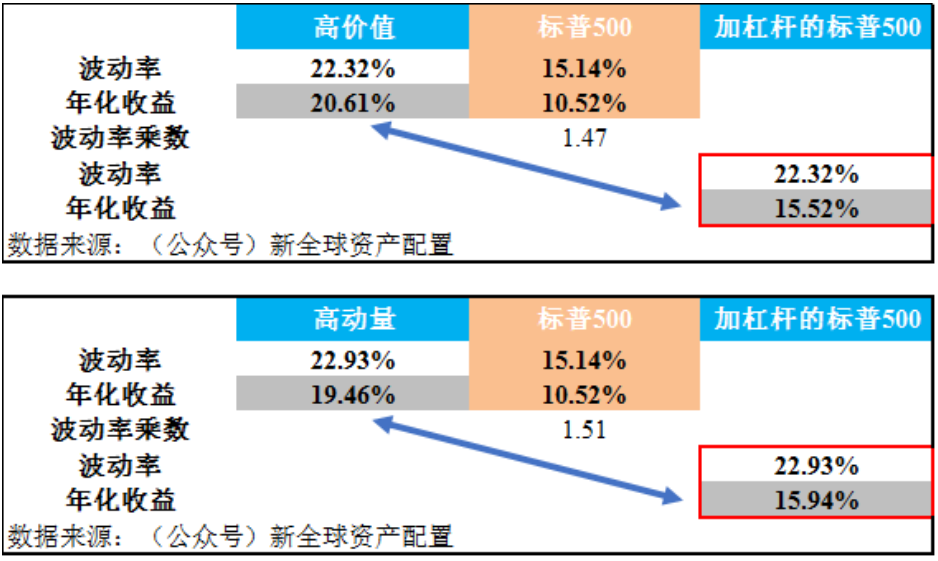 高价值 标普500 加杠杆的标普500
波动率 22.32% 15.14%
年化收益 20.61% 10.52%
波动率乘数 1.47
波动率 22.32%
年化收益 15.52%
数据来源：（公众号）新全球资产配置
高动量 标普500 加杠杆的标普500
波动率 22.93% 15.14%
年化收益 19.46% 10.52%
波动率乘数 1.51
波动率 22.93%
年化收益 15.94%
数据来源：（公众号）新全球资产配置